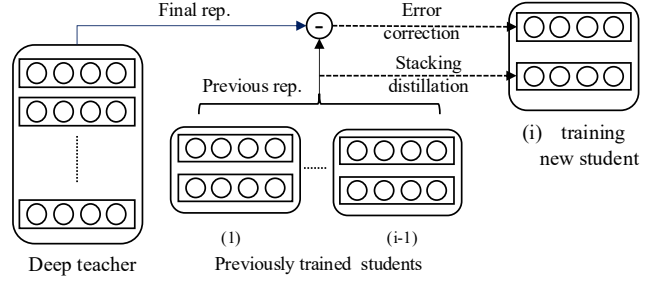 Final rep.
-
Error
correction
Stacking
distillation
Previous rep.
(i) training
new student
(1)
(i-1)
Deep teacher
Previously trained students